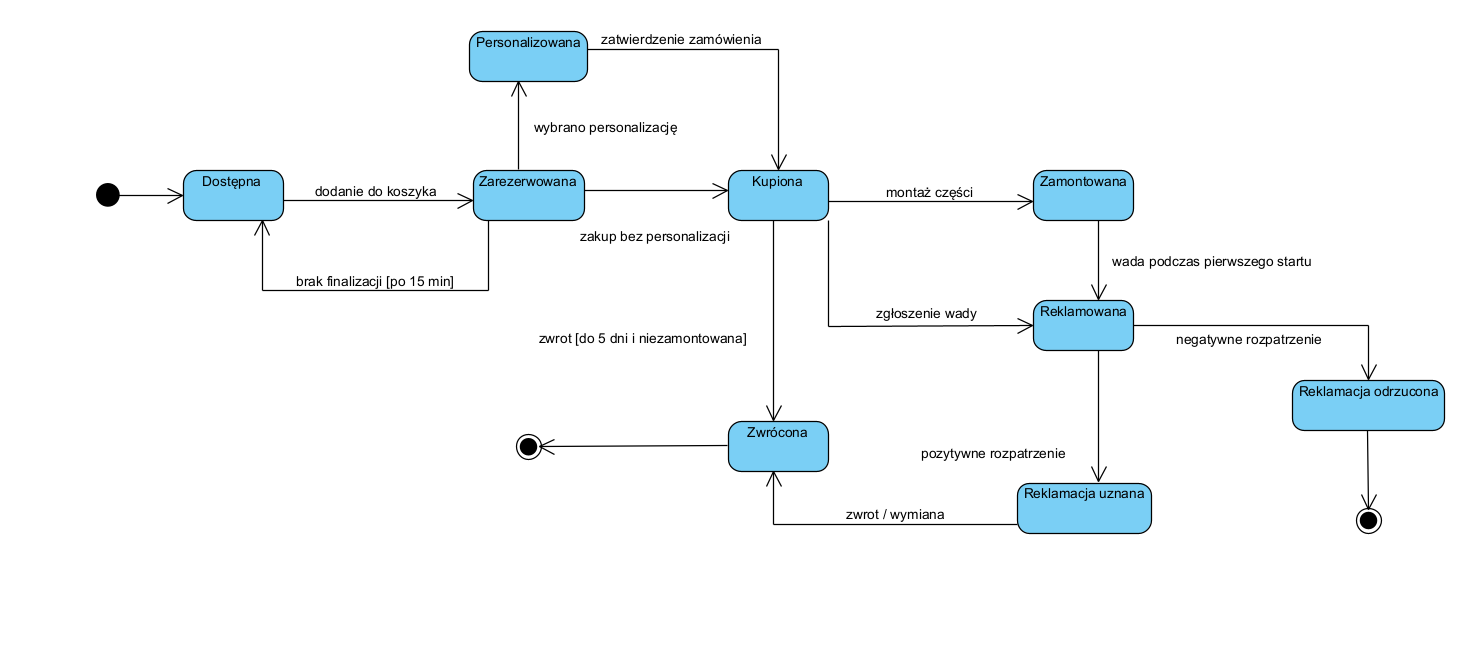 Personalizowana
zatwierdzenie zamówienia
wybrano personalizację
Dostępna
dodanie do koszyka
Zarezerwowana
Kupiona
montaż części
Zamontowana
zakup bez personalizacji
wada podczas pierwszego startu
brak finalizacji [po 15 min]
zgłoszenie wady
Reklamowana
zwrot [do 5 dni i niezamontowana]
negatywne rozpatrzenie
Reklamacja odrzucona
Zwrócona
pozytywne rozpatrzenie
Reklamacja uznana
zwrot / wymiana